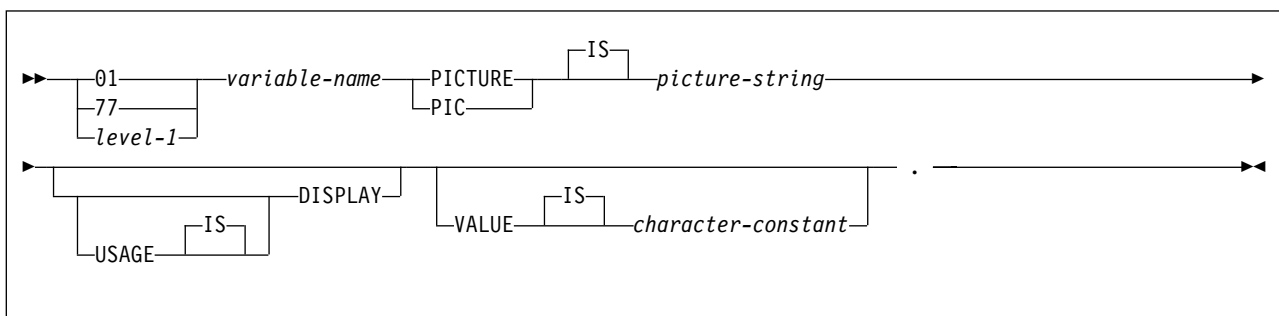 IS
01 variable-name PICTURE picture-string
77 PIC
level-1
DISPLAY .
IS IS
VALUE character-constant
USAGE